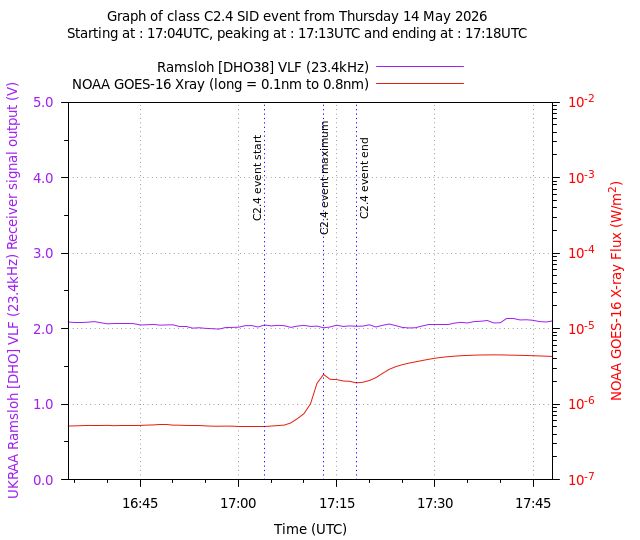 Graph of class C2.4 SID event from Thursday 14 May 2026
Starting at : 17:04UTC, peaking at : 17:13UTC and ending at : 17:18UTC
Ramsloh [DHO38] VLF (23.4kHz)
NOAA GOES-16 Xray (long = 0.1nm to 0.8nm)
UKRAA Ramsloh [DHO] VLF (23.4kHz) Receiver signal output (V)
5.0
4.0
3.0
2.0
1.0
0.0
C2.4 event start
C2.4 event maximum
C2.4 event end
10⁻²
10⁻³
10⁻⁴
10⁻⁵
10⁻⁶
10⁻⁷
NOAA GOES-16 X-ray Flux (W/m²)
16:45 17:00 17:15 17:30 17:45
Time (UTC)